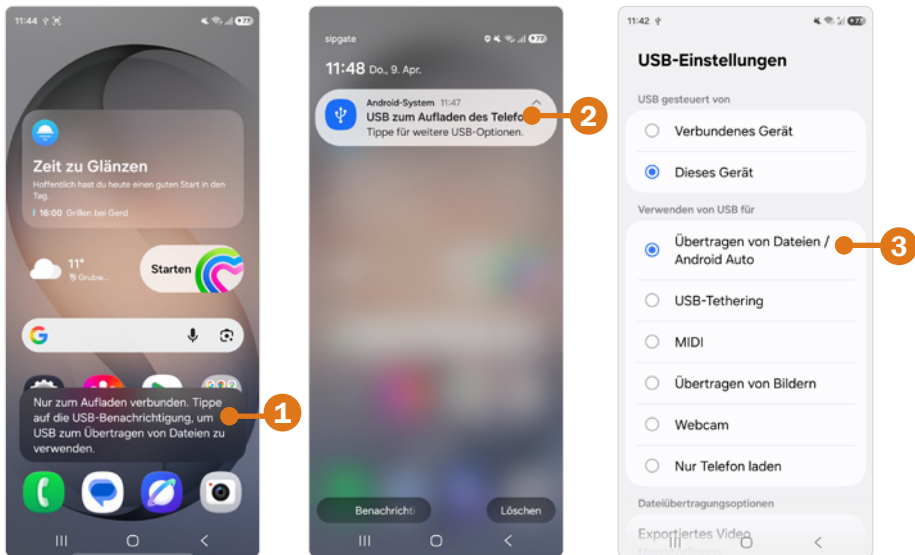 11:44
77
Zeit zu Glänzen
Hoffentlich hast du heute einen guten Start in den
Tag.
16:00 Grillen bei Gerd
11°
Grubw...
Starten
Nur zum Aufladen verbunden. Tippe
auf die USB-Benachrichtigung, um
USB zum Übertragen von Dateien zu
verwenden.
1
sipgate
77
11:48 Do., 9. Apr.
Android-System 11:47
USB zum Aufladen des Telefo
Tippe für weitere USB-Optionen.
2
Benachrichti
Löschen
11:42
77
USB-Einstellungen
USB gesteuert von
Verbundenes Gerät
Dieses Gerät
Verwenden von USB für
Übertragen von Dateien /
Android Auto
3
USB-Tethering
MIDI
Übertragen von Bildern
Webcam
Nur Telefon laden
Dateiübertragungsoptionen
Exportiertes Video